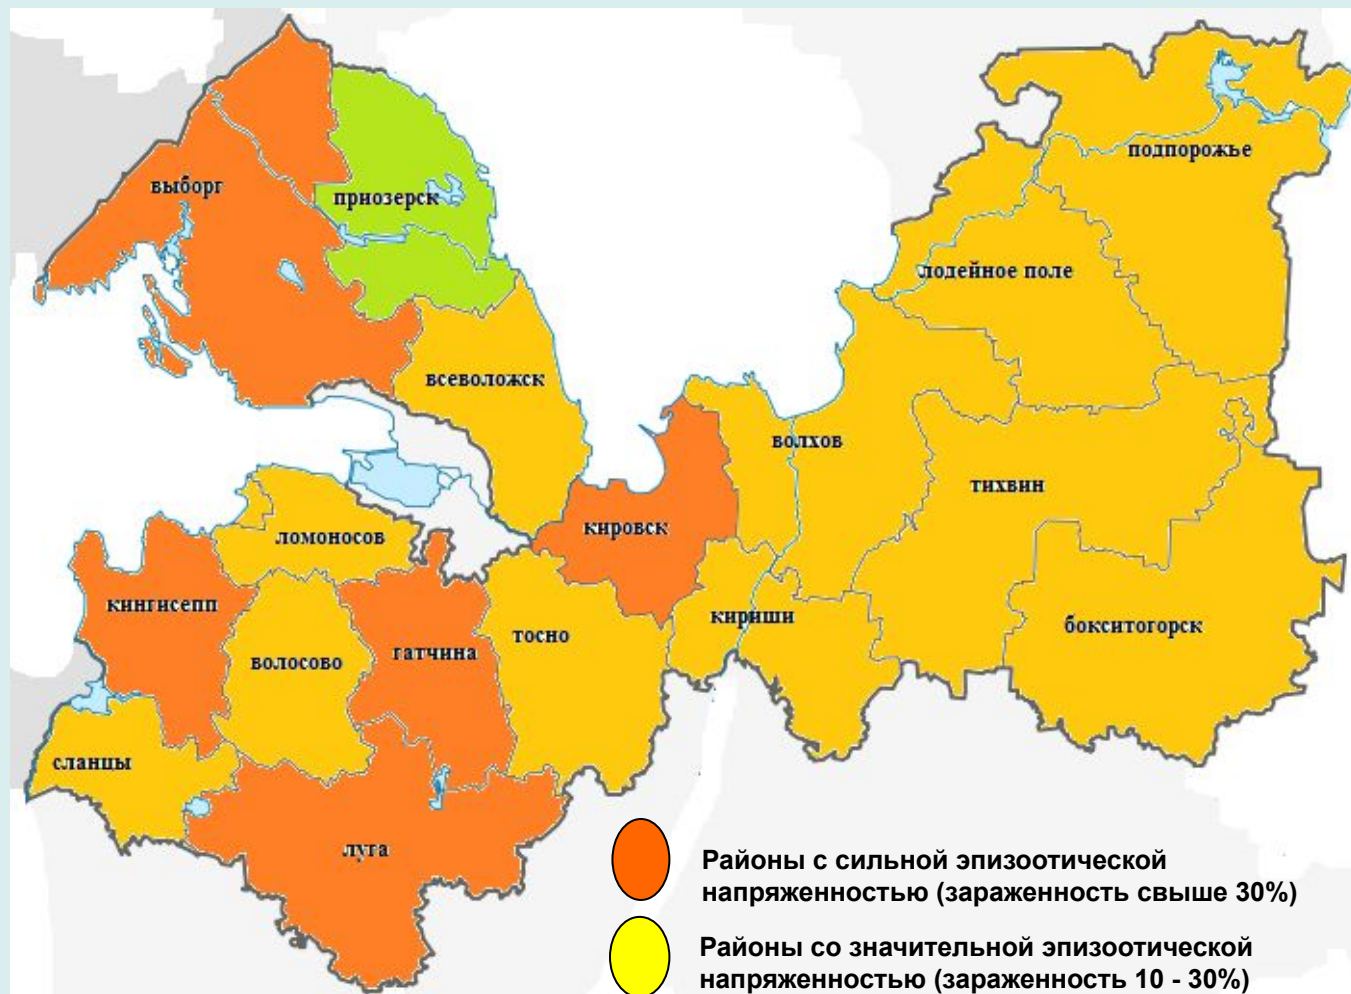 подпорожье
выборг
приозерск
лодейное поле
всеволожск
волхов
тихвин
кировск
ломоносов
кингисепп
кириши
бокситогорск
тосно
гатчина
волосово
сланцы
луга
Районы с сильной эпизоотической
напряженностью (зараженность свыше 30%)
Районы со значительной эпизоотической
напряженностью (зараженность 10 - 30%)